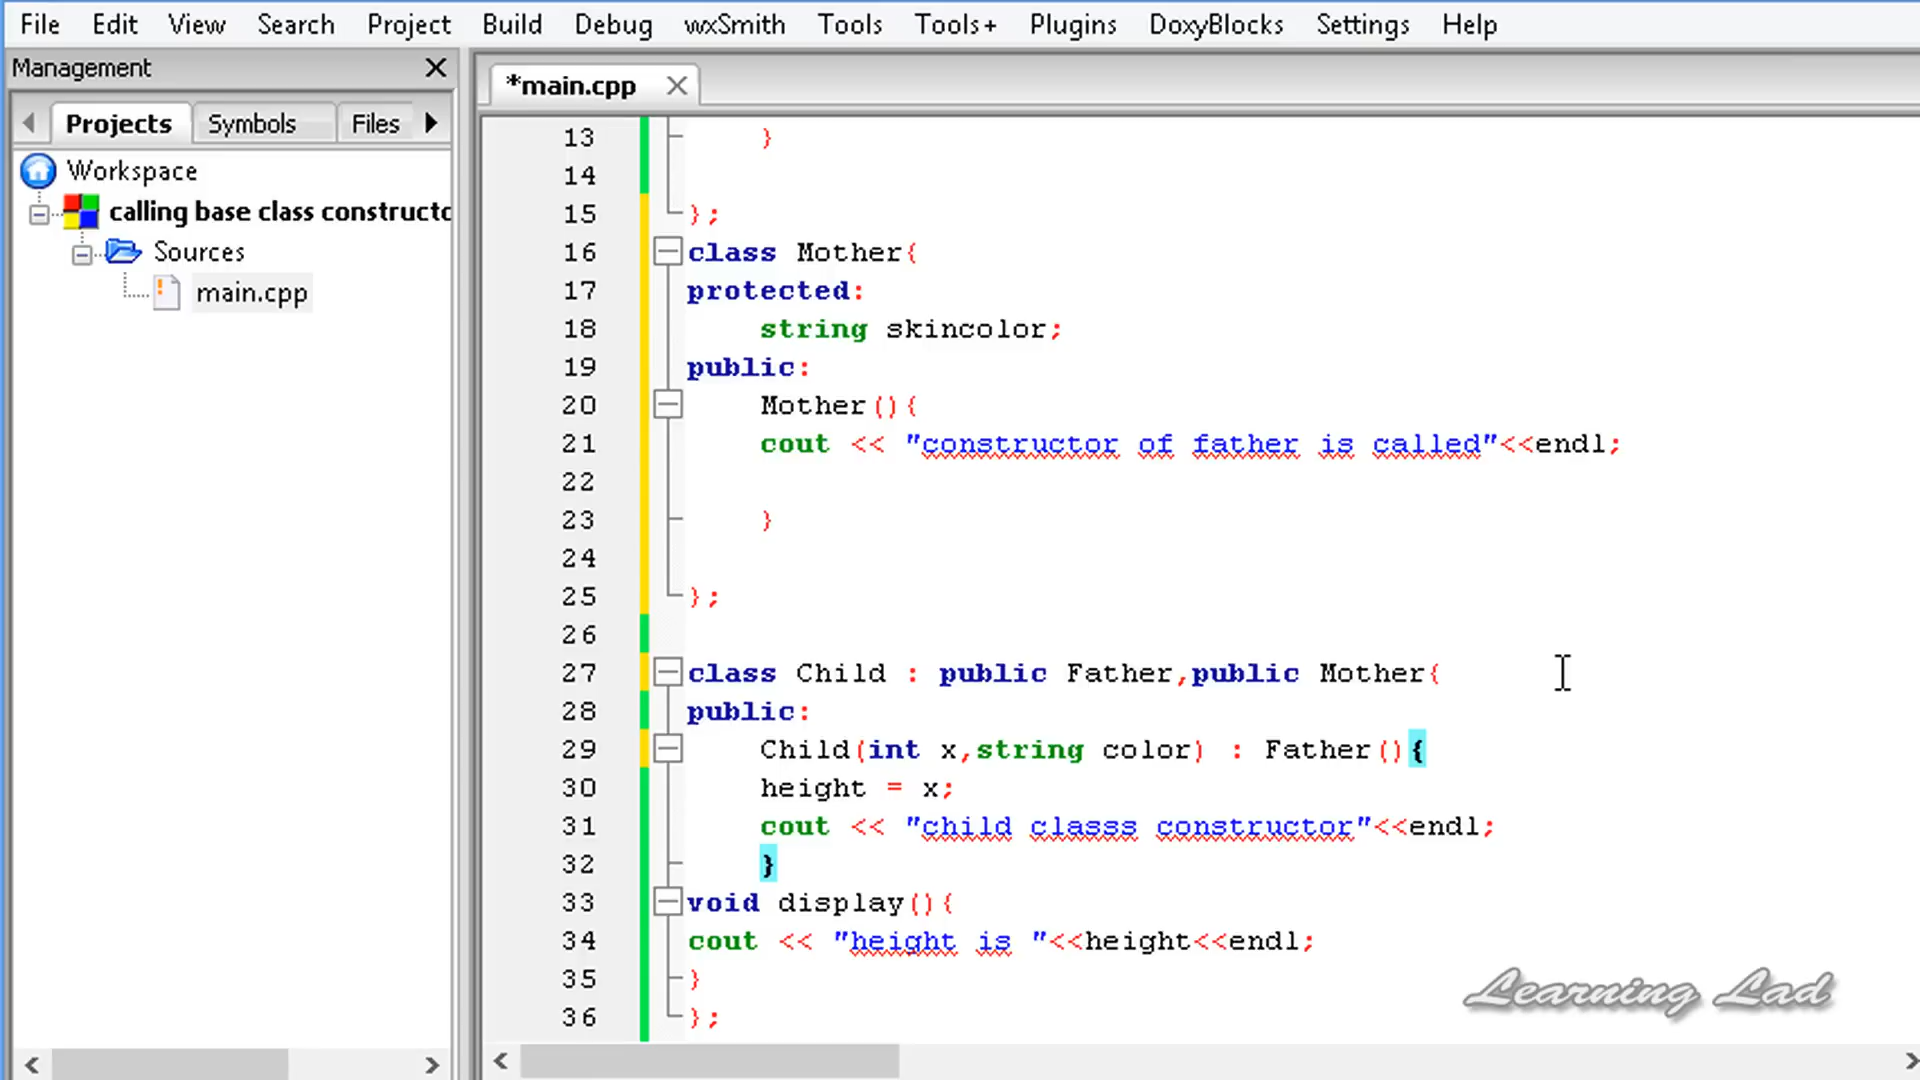 File Edit View Search Project Build Debug wxSmith Tools Tools+ Plugins DoxyBlocks Settings Help
Management
*main.cpp
Projects Symbols Files
Workspace
calling base class constructo
Sources
main.cpp
13 }
14
15 };
16 class Mother{
17 protected:
18 string skincolor;
19 public:
20 Mother(){
21 cout << "constructor of father is called"<<endl;
22
23 }
24
25 };
26
27 class Child : public Father,public Mother{
28 public:
29 Child(int x,string color) : Father(){
30 height = x;
31 cout << "child classs constructor"<<endl;
32 }
33 void display(){
34 cout << "height is "<<height<<endl;
35 }
36 };
Learning Lad